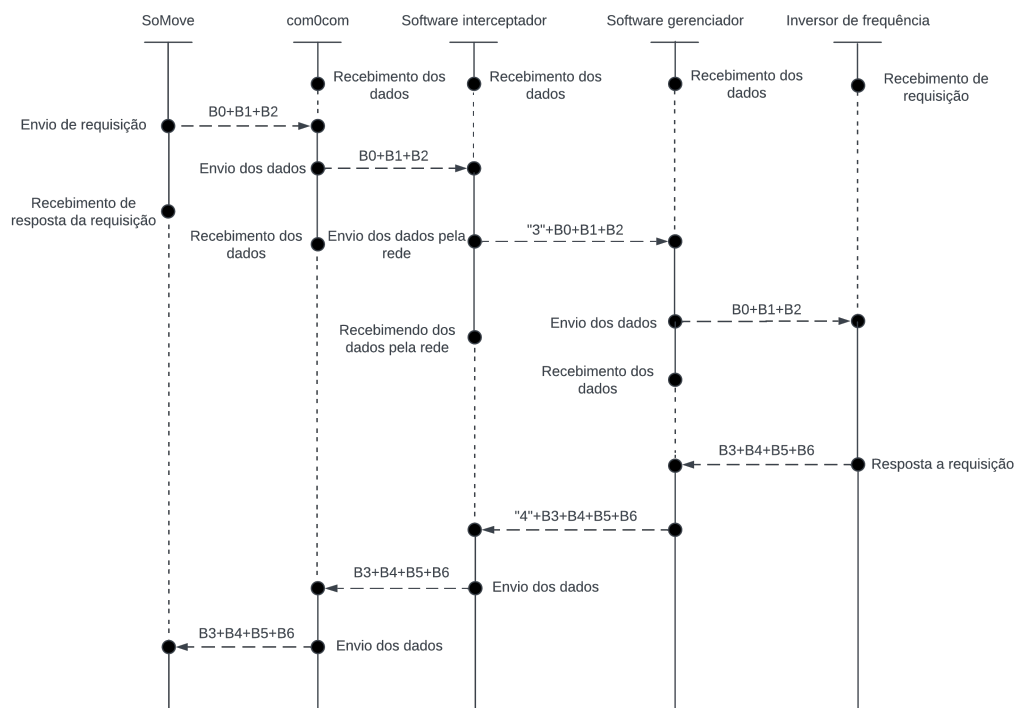 SoMove
com0com
Software interceptador
Software gerenciador
Inversor de frequência
Recebimento dos
dados
Recebimento dos
dados
Recebimento dos
dados
Recebimento de
requisição
Envio de requisição
B0+B1+B2
Envio dos dados
B0+B1+B2
Recebimento de
resposta da requisição
Recebimento dos
dados
Envio dos dados pela
rede
"3"+B0+B1+B2
Envio dos dados
B0+B1+B2
Recebimendo dos
dados pela rede
Recebimento dos
dados
B3+B4+B5+B6
Resposta a requisição
"4"+B3+B4+B5+B6
B3+B4+B5+B6
Envio dos dados
B3+B4+B5+B6
Envio dos dados